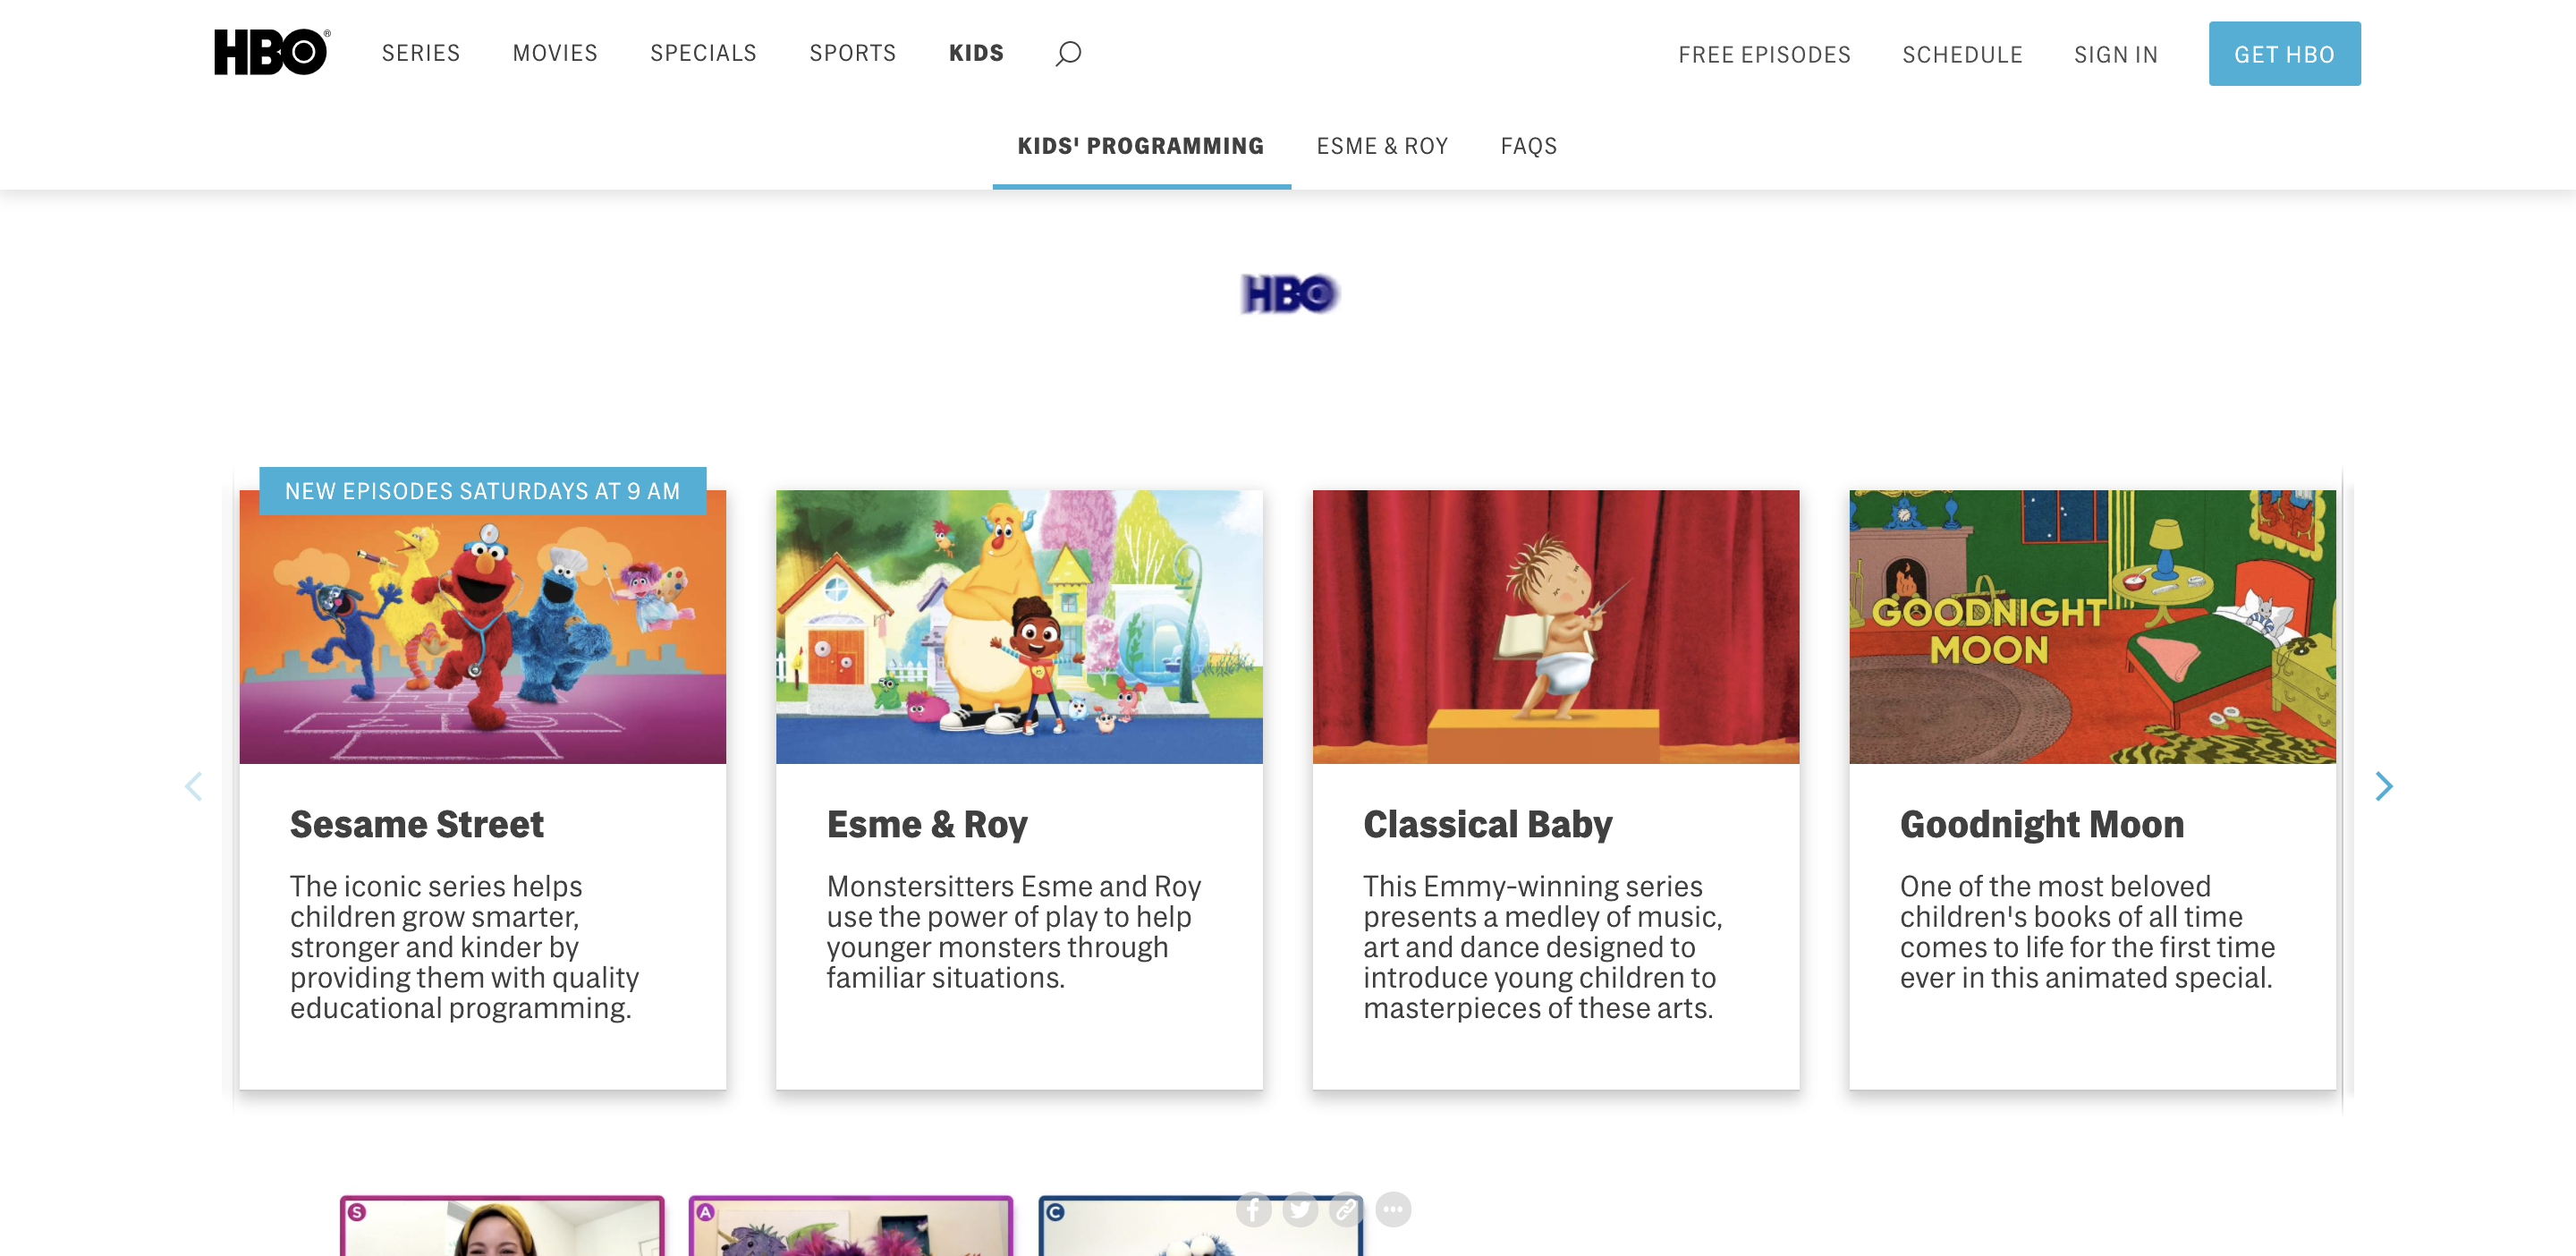 HBO®
SERIES
MOVIES
SPECIALS
SPORTS
KIDS
FREE EPISODES
SCHEDULE
SIGN IN
GET HBO
KIDS' PROGRAMMING
ESME & ROY
FAQS
HBO
NEW EPISODES SATURDAYS AT 9 AM
GOODNIGHT
MOON
Sesame Street
The iconic series helps
children grow smarter,
stronger and kinder by
providing them with quality
educational programming.
Esme & Roy
Monstersitters Esme and Roy
use the power of play to help
younger monsters through
familiar situations.
Classical Baby
This Emmy-winning series
presents a medley of music,
art and dance designed to
introduce young children to
masterpieces of these arts.
Goodnight Moon
One of the most beloved
children's books of all time
comes to life for the first time
ever in this animated special.
S
A
C